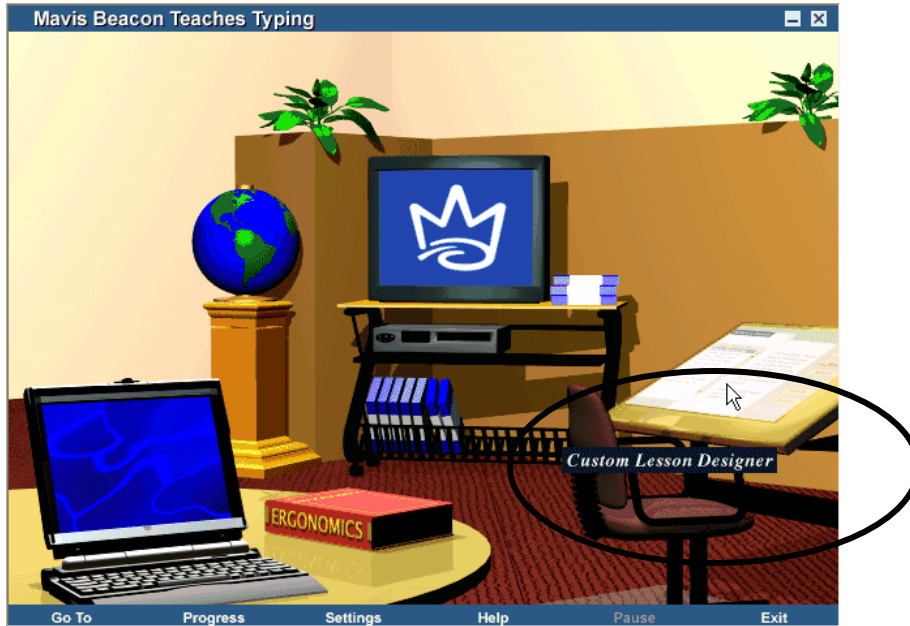 Mavis Beacon Teaches Typing
Custom Lesson Designer
ERGONOMICS
Go To Progress Settings Help Pause Exit